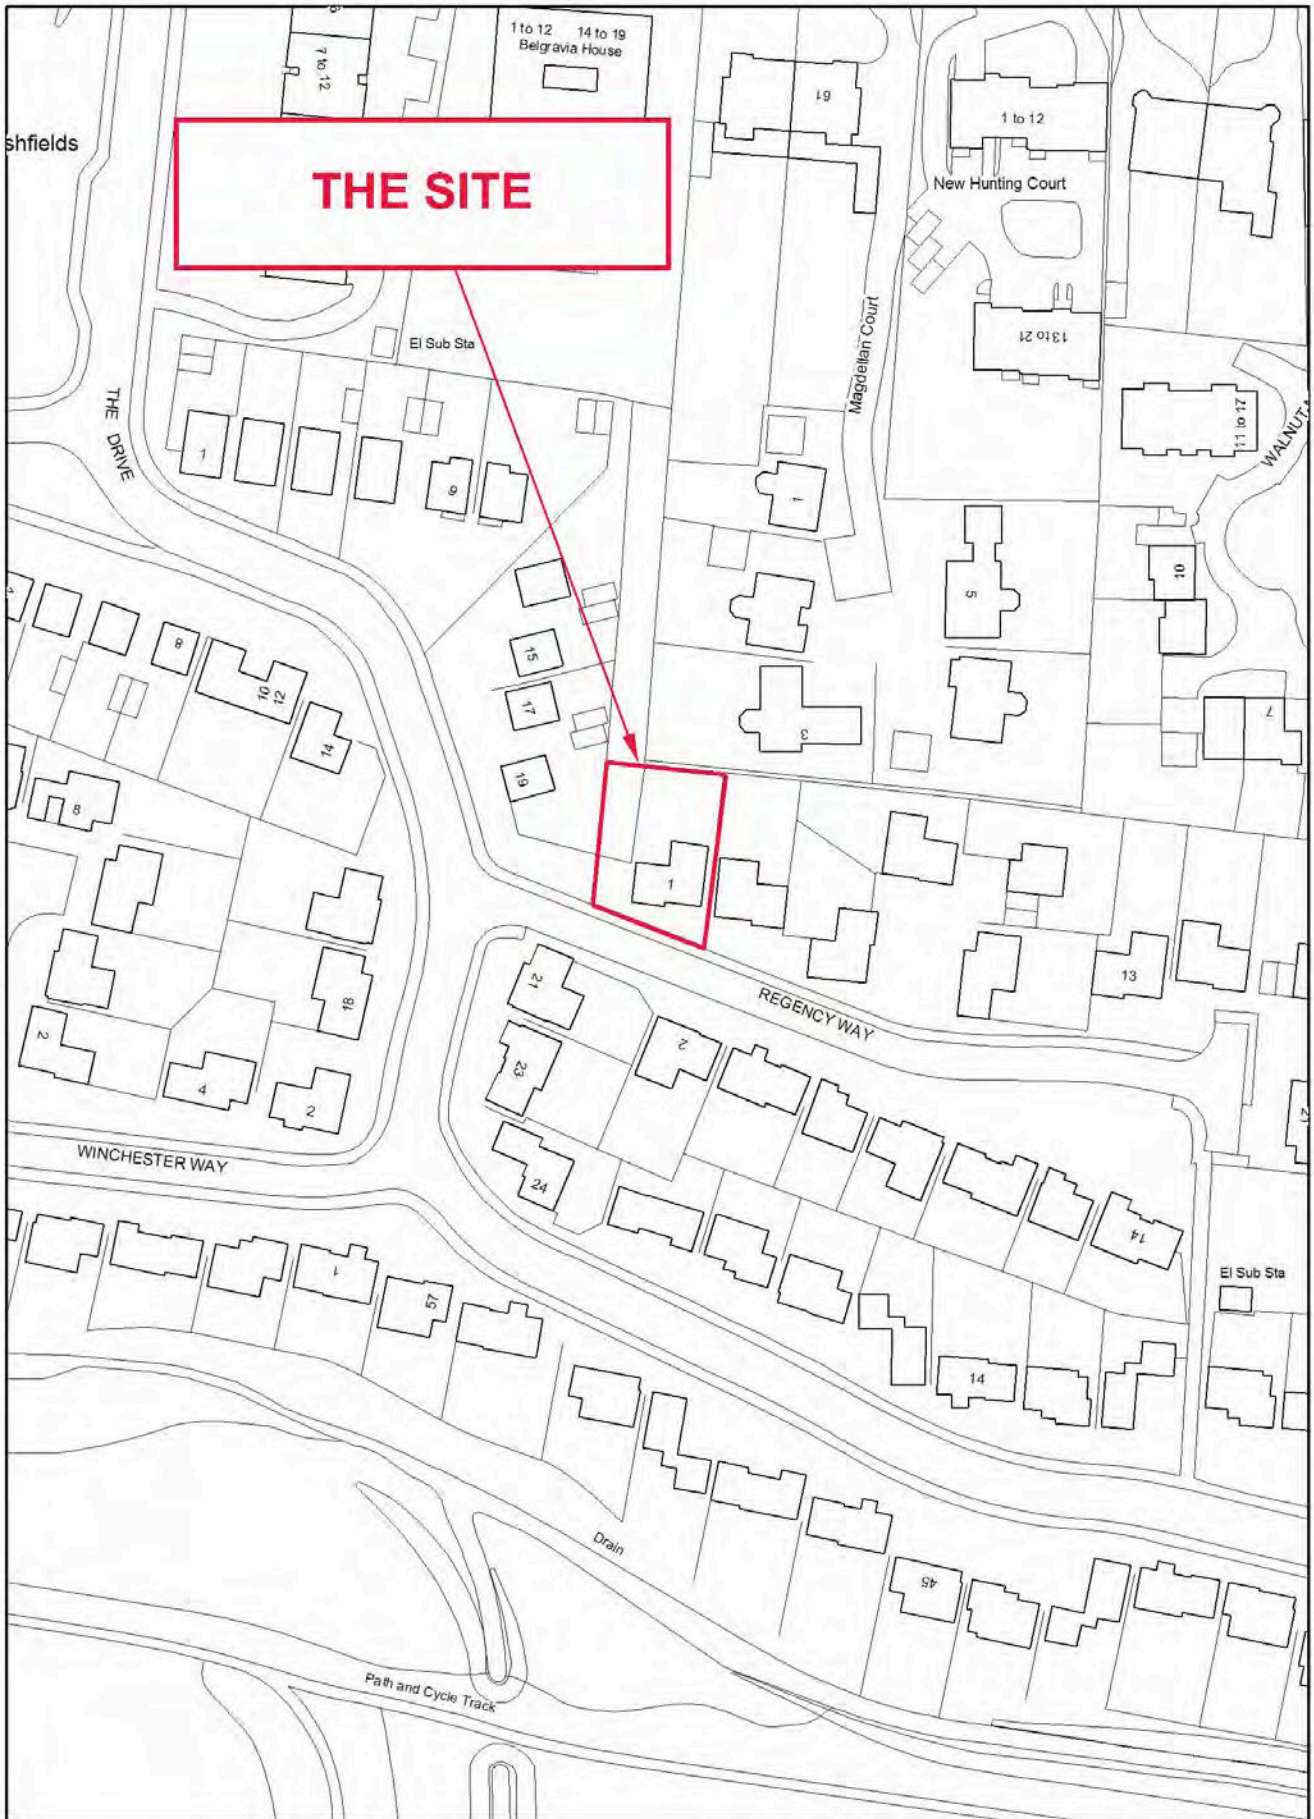 1 to 12 14 to 19
Belgravia House
7 to 12
61
1 to 12
shfields
THE SITE
New Hunting Court
Magdellan Court
13 to 21
El Sub Sta
THE DRIVE
1
9
1
11 to 17
WALNUT
5
10
8
15
10
12
17
14
3
7
19
8
1
13
21
REGENCY WAY
18
2
2
23
4
2
WINCHESTER WAY
24
14
El Sub Sta
1
57
14
Drain
45
Path and Cycle Track